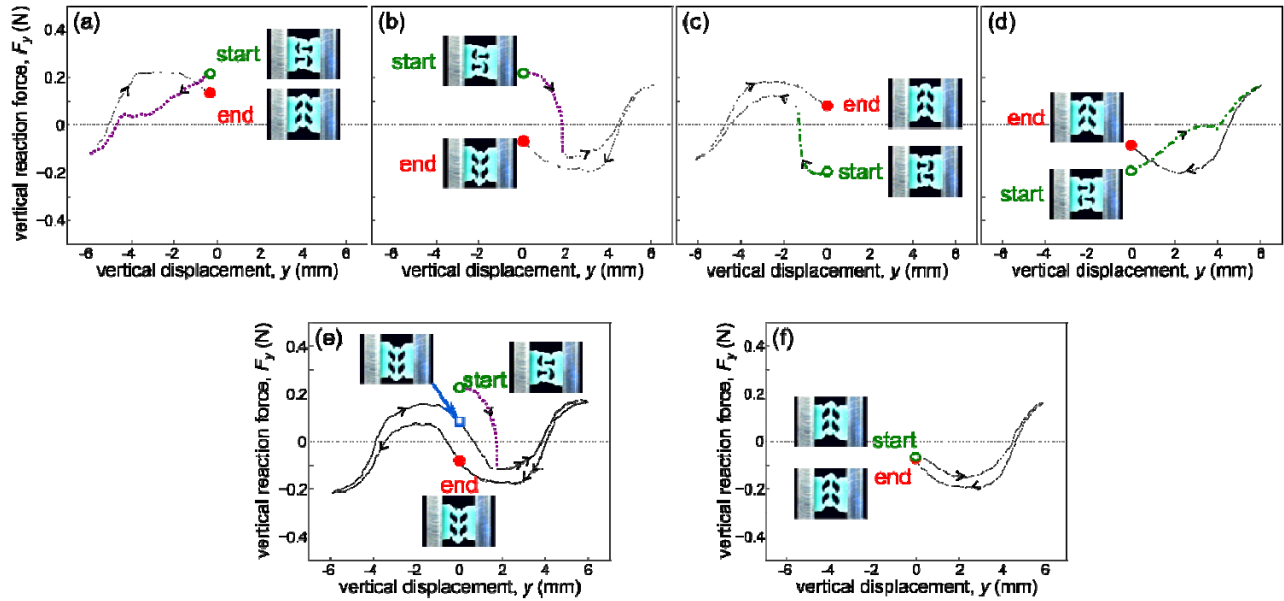 (a)
(b)
(c)
(d)
vertical reaction force, Fy (N)
0.4
0.2
0
−0.2
−0.4
start
end
start
end
end
start
end
start
-6 -4 -2 0 2 4 6
-6 -4 -2 0 2 4 6
-6 -4 -2 0 2 4 6
-6 -4 -2 0 2 4 6
vertical displacement, y (mm)
vertical displacement, y (mm)
vertical displacement, y (mm)
vertical displacement, y (mm)
(e)
vertical reaction force, Fy (N)
0.4
0.2
0
-0.2
-0.4
start
end
-6 -4 -2 0 2 4 6
vertical displacement, y (mm)
(f)
vertical reaction force, Fy (N)
0.4
0.2
0
-0.2
-0.4
start
end
-6 -4 -2 0 2 4 6
vertical displacement, y (mm)